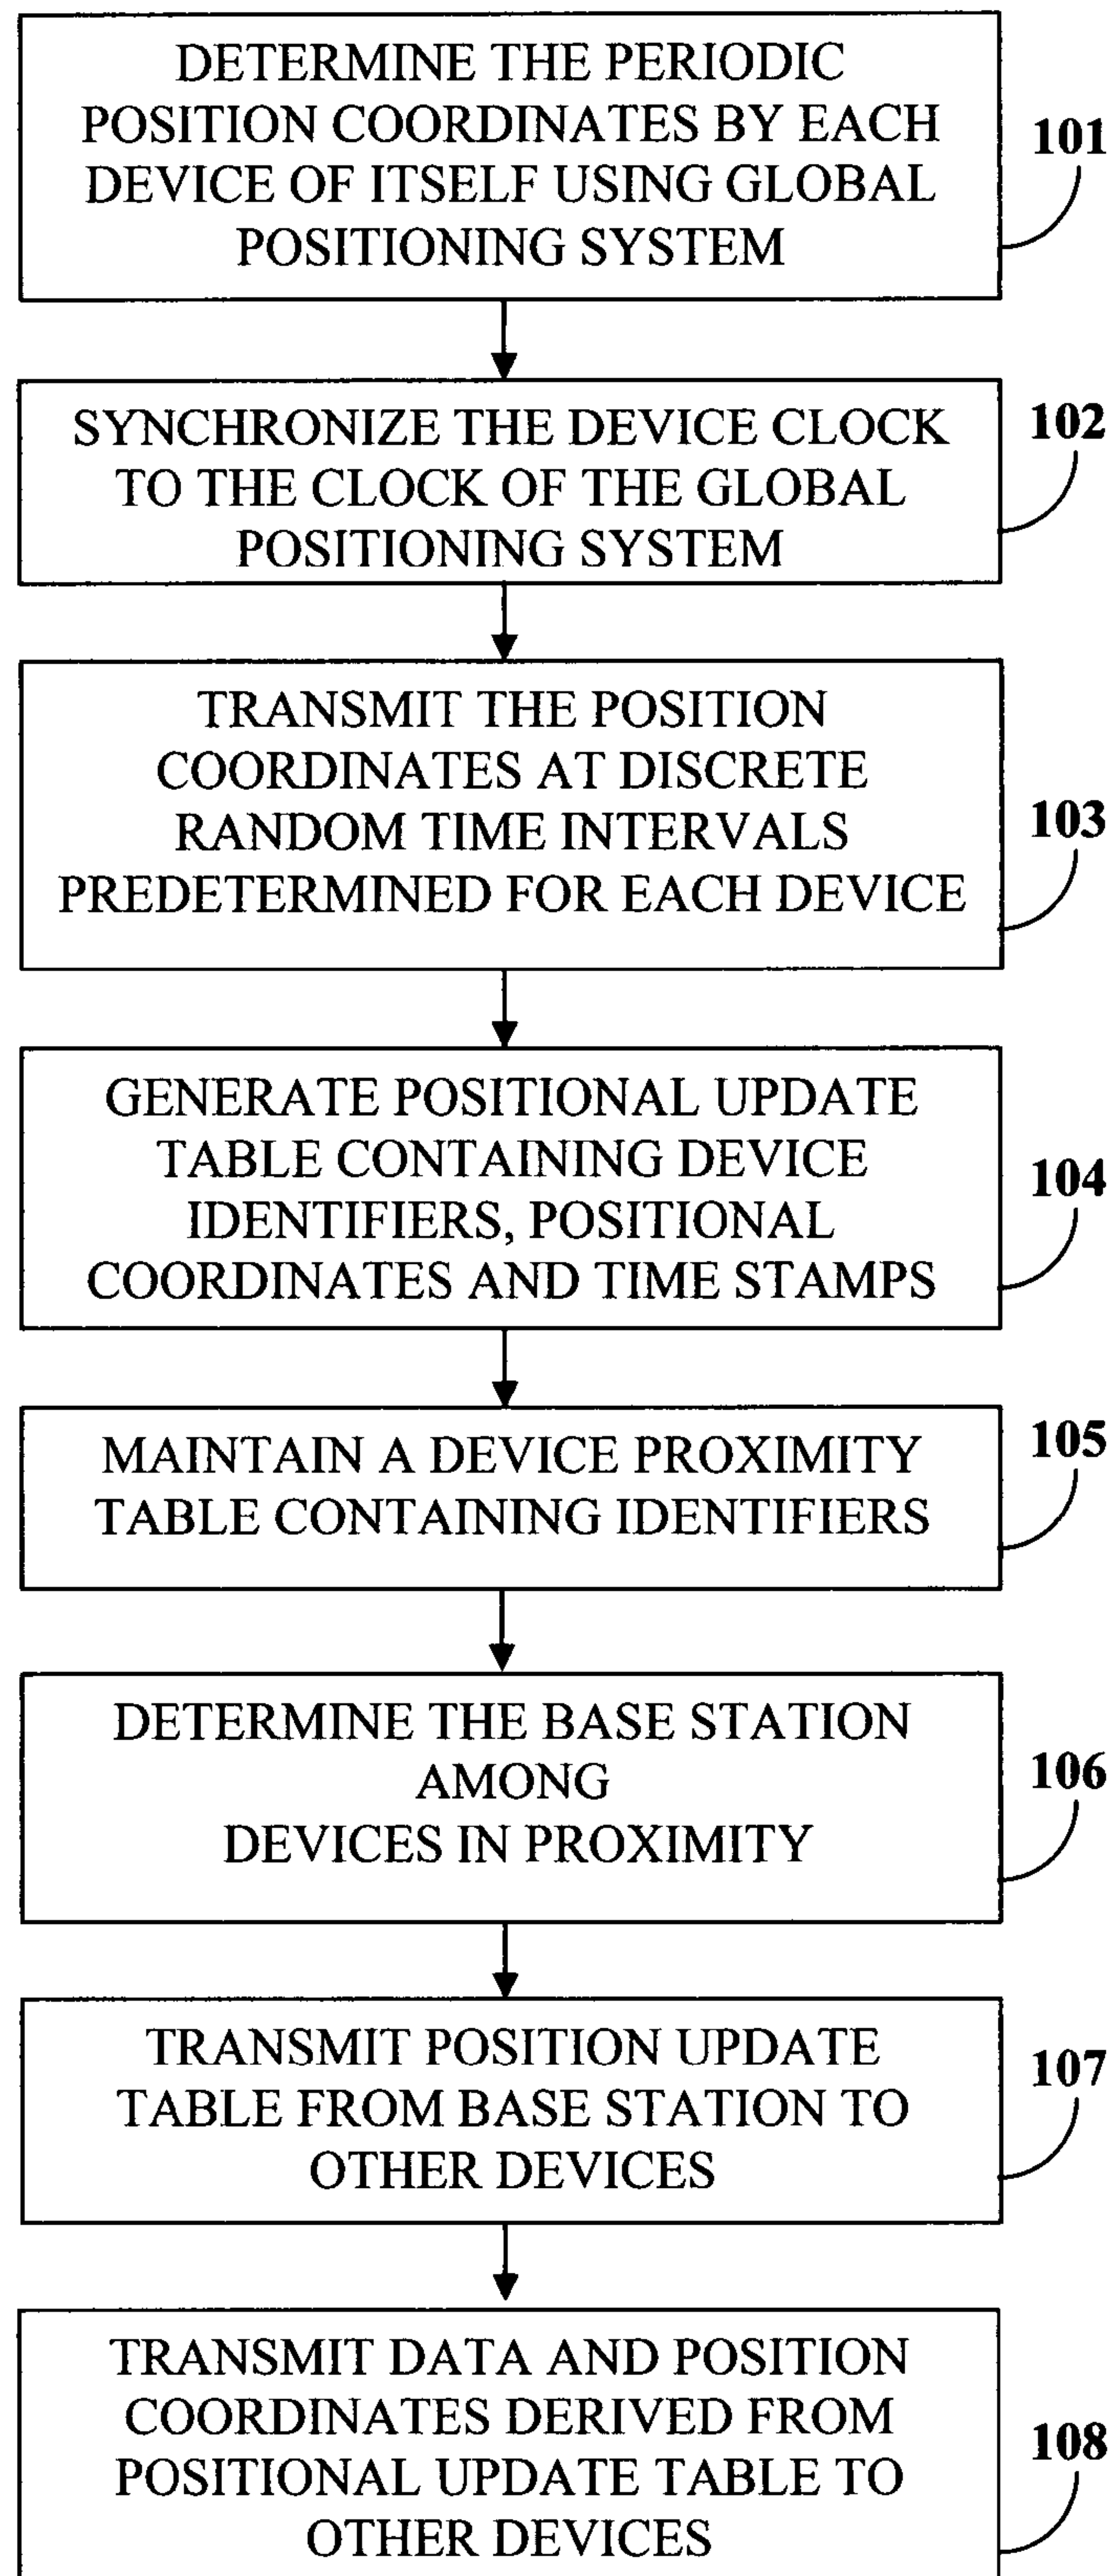 DETERMINE THE PERIODIC
POSITION COORDINATES BY EACH
DEVICE OF ITSELF USING GLOBAL
POSITIONING SYSTEM
101
SYNCHRONIZE THE DEVICE CLOCK
TO THE CLOCK OF THE GLOBAL
POSITIONING SYSTEM
102
TRANSMIT THE POSITION
COORDINATES AT DISCRETE
RANDOM TIME INTERVALS
PREDETERMINED FOR EACH DEVICE
103
GENERATE POSITIONAL UPDATE
TABLE CONTAINING DEVICE
IDENTIFIERS, POSITIONAL
COORDINATES AND TIME STAMPS
104
MAINTAIN A DEVICE PROXIMITY
TABLE CONTAINING IDENTIFIERS
105
DETERMINE THE BASE STATION
AMONG
DEVICES IN PROXIMITY
106
TRANSMIT POSITION UPDATE
TABLE FROM BASE STATION TO
OTHER DEVICES
107
TRANSMIT DATA AND POSITION
COORDINATES DERIVED FROM
POSITIONAL UPDATE TABLE TO
OTHER DEVICES
108